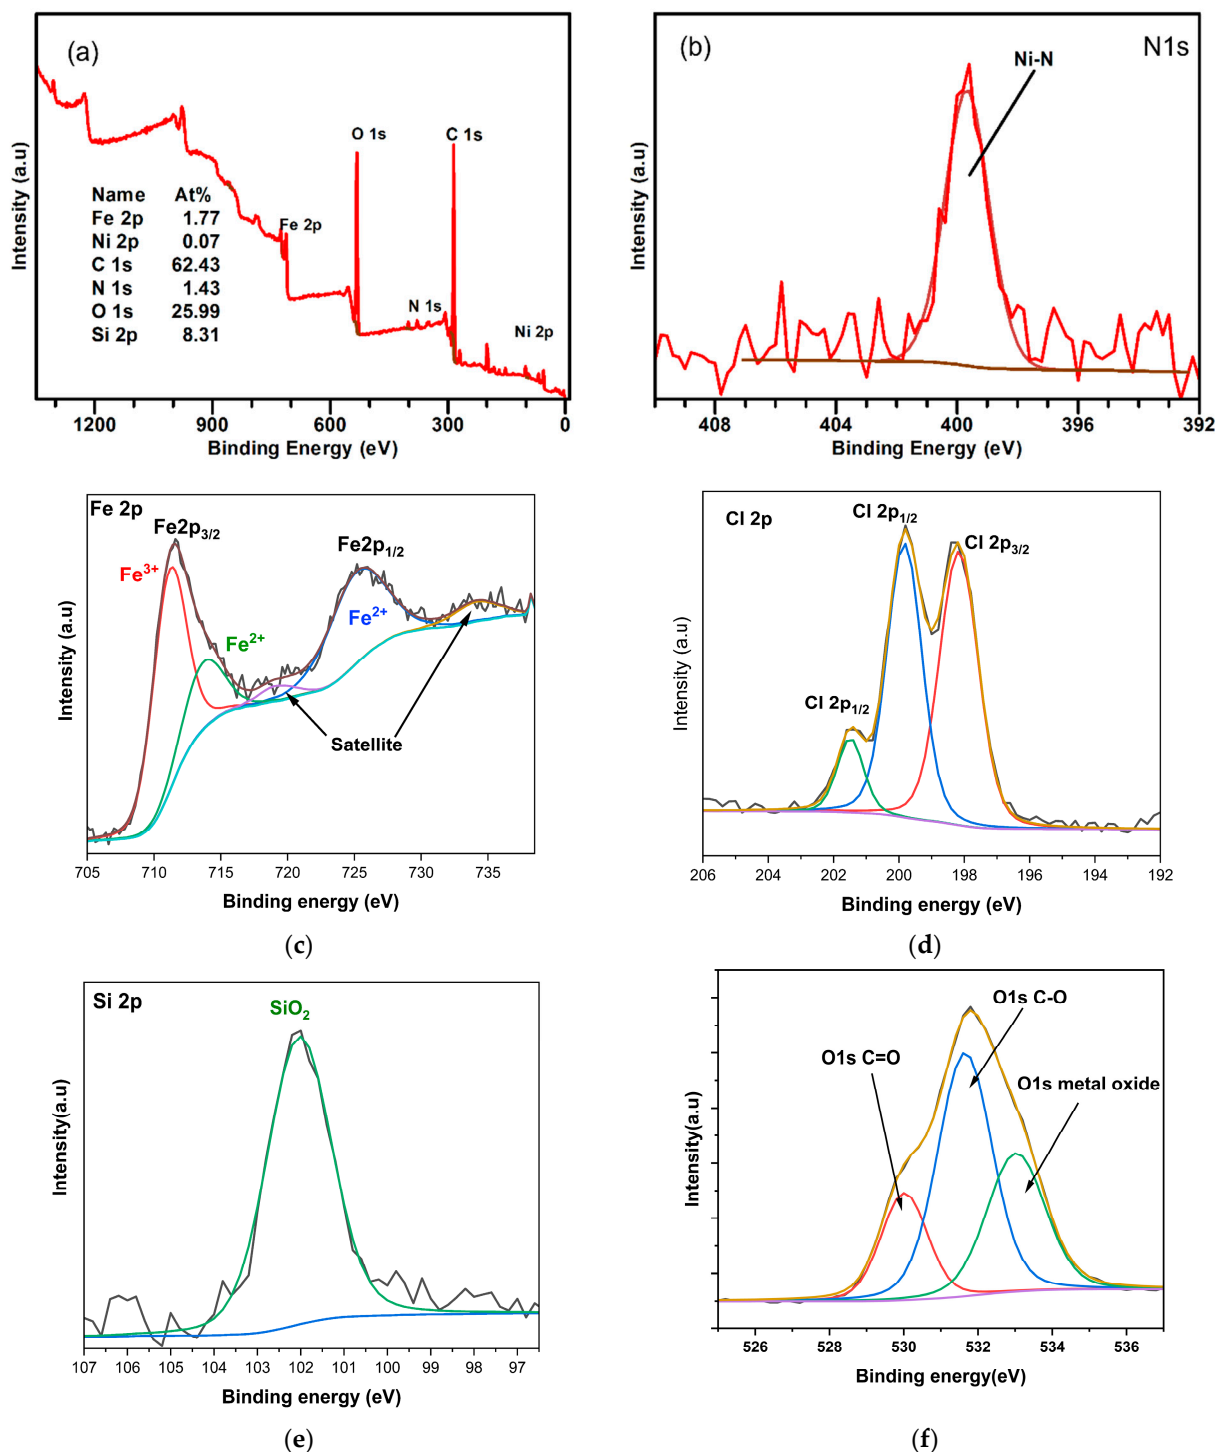 (a)
O 1s
C 1s
Name At%
Fe 2p 1.77
Ni 2p 0.07
C 1s 62.43
N 1s 1.43
O 1s 25.99
Si 2p 8.31
Fe 2p
N 1s
Ni 2p
Intensity (a.u)
1200 900 600 300 0
Binding Energy (eV)
(b)
N1s
Ni-N
Intensity (a.u)
408 404 400 396 392
Binding Energy (eV)
Fe 2p
Fe2p3/2
Fe2p1/2
Fe3+
Fe2+
Fe2+
Satellite
Intensity (a.u)
705 710 715 720 725 730 735
Binding energy (eV)
(c)
Cl 2p
Cl 2p1/2
Cl 2p3/2
Cl 2p1/2
Intensity (a.u)
206 204 202 200 198 196 194 192
Binding energy (eV)
(d)
Si 2p
SiO2
Intensity(a.u)
107 106 105 104 103 102 101 100 99 98 97
Binding energy (eV)
(e)
O1s C-O
O1s C=O
O1s metal oxide
Intensity(a.u)
526 528 530 532 534 536
Binding energy(eV)
(f)